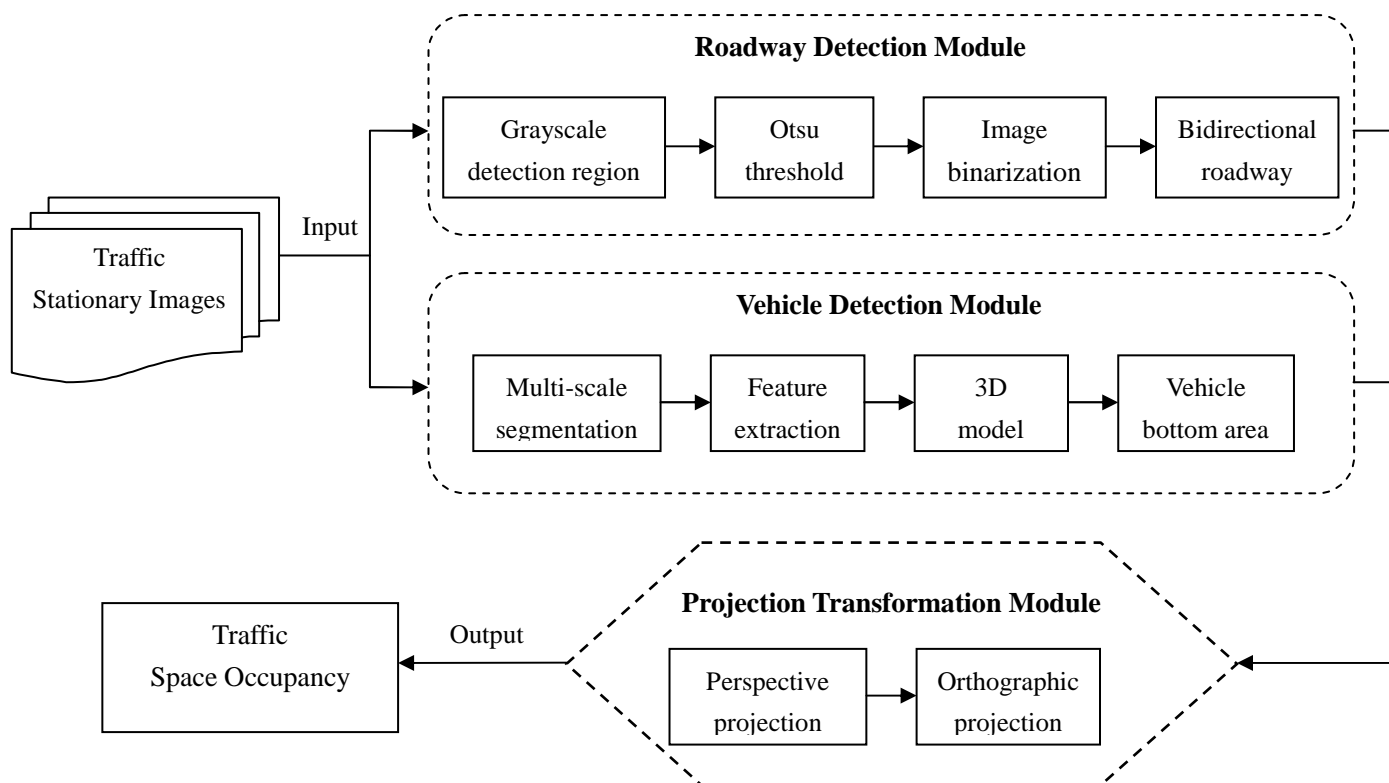 Roadway Detection Module
Grayscale
detection region
Otsu
threshold
Image
binarization
Bidirectional
roadway
Input
Traffic
Stationary Images
Vehicle Detection Module
Multi-scale
segmentation
Feature
extraction
3D
model
Vehicle
bottom area
Projection Transformation Module
Perspective
projection
Orthographic
projection
Output
Traffic
Space Occupancy